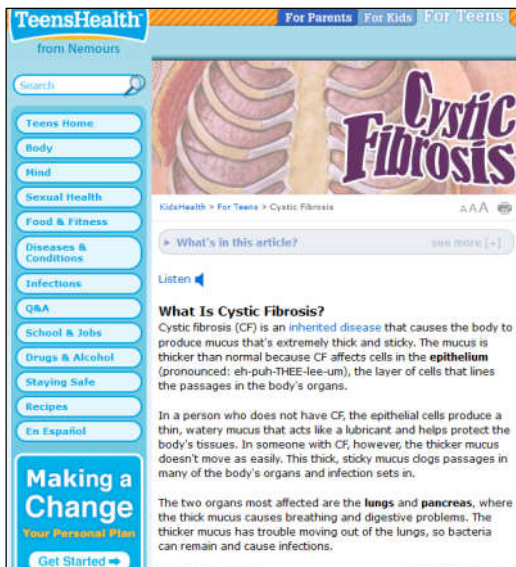 TeensHealth
from Nemours
For Parents
For Kids
For Teens
Search
Teens Home
Body
Mind
Sexual Health
Food & Fitness
Diseases &
Conditions
Infections
Q&A
School & Jobs
Drugs & Alcohol
Staying Safe
Recipes
En Español
Making a
Change
Your Personal Plan
Get Started
Cystic
Fibrosis
KidsHealth > For Teens > Cystic Fibrosis
AAA
What's in this article?
see more [+]
Listen
What Is Cystic Fibrosis?
Cystic fibrosis (CF) is an inherited disease that causes the body to
produce mucus that's extremely thick and sticky. The mucus is
thicker than normal because CF affects cells in the epithelium
(pronounced: eh-puh-THEE-lee-um), the layer of cells that lines
the passages in the body's organs.
In a person who does not have CF, the epithelial cells produce a
thin, watery mucus that acts like a lubricant and helps protect the
body's tissues. In someone with CF, however, the thicker mucus
doesn't move as easily. This thick, sticky mucus clogs passages in
many of the body's organs and infection sets in.
The two organs most affected are the lungs and pancreas, where
the thick mucus causes breathing and digestive problems. The
thicker mucus has trouble moving out of the lungs, so bacteria
can remain and cause infections.